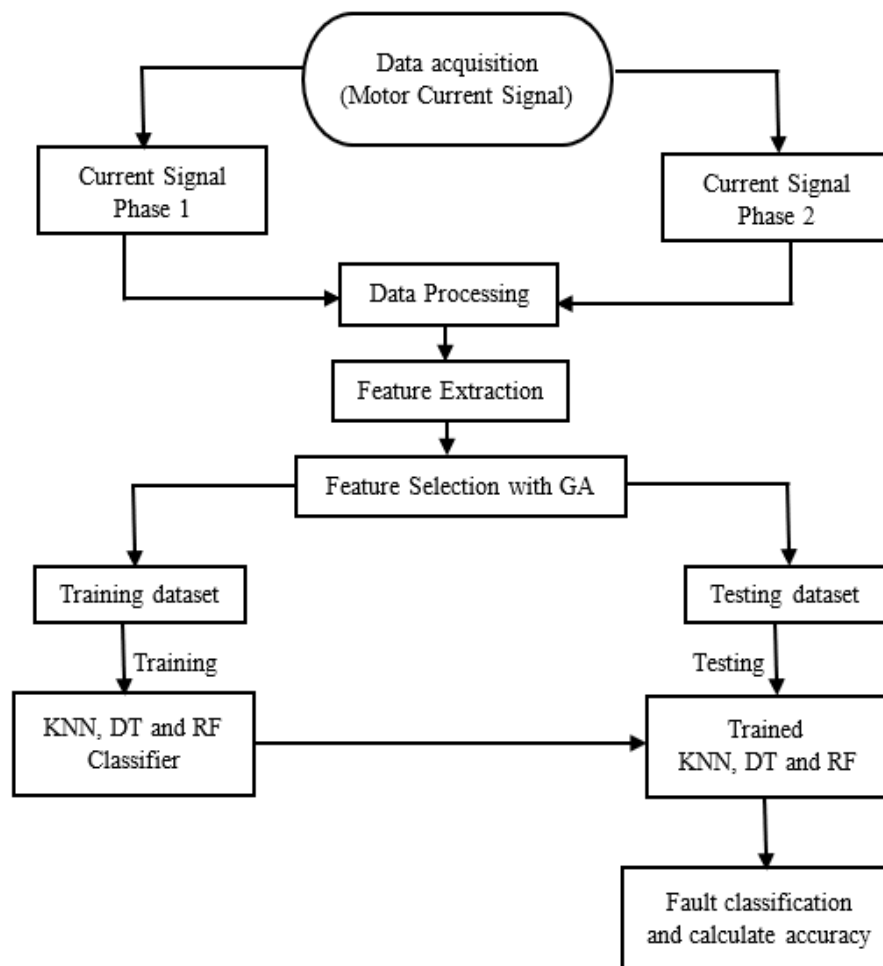 Data acquisition
(Motor Current Signal)
Current Signal
Phase 1
Current Signal
Phase 2
Data Processing
Feature Extraction
Feature Selection with GA
Training dataset
Testing dataset
Training
Testing
KNN, DT and RF
Classifier
Trained
KNN, DT and RF
Fault classification
and calculate accuracy